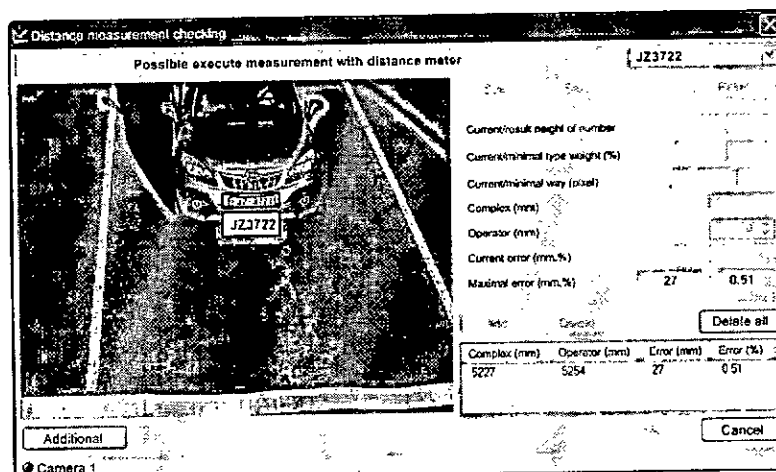 Distance measurement checking
Possible execute measurement with distance meter
JZ3722
JZ3722
Current/result height of number
Current/minimal type weight (%)
Current/minimal way (pixel)
Complex (mm)
Operator (mm)
Current error (mm,%)
Maximal error (mm,%) 27 0.51
Delete all
Complex (mm) Operator (mm) Error (mm) Error (%)
5227 5254 27 0.51
Additional
Cancel
Camera 1